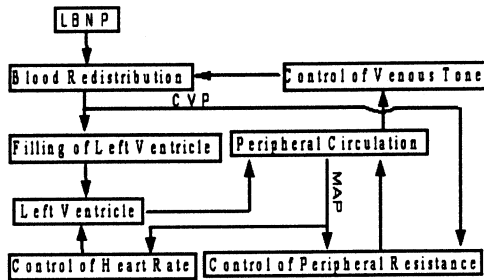 LBNP
Blood Redistribution
Control of Venous Tone
CVP
Filling of Left Ventricle
Peripheral Circulation
MAP
Left Ventricle
Control of Heart Rate
Control of Peripheral Resistance